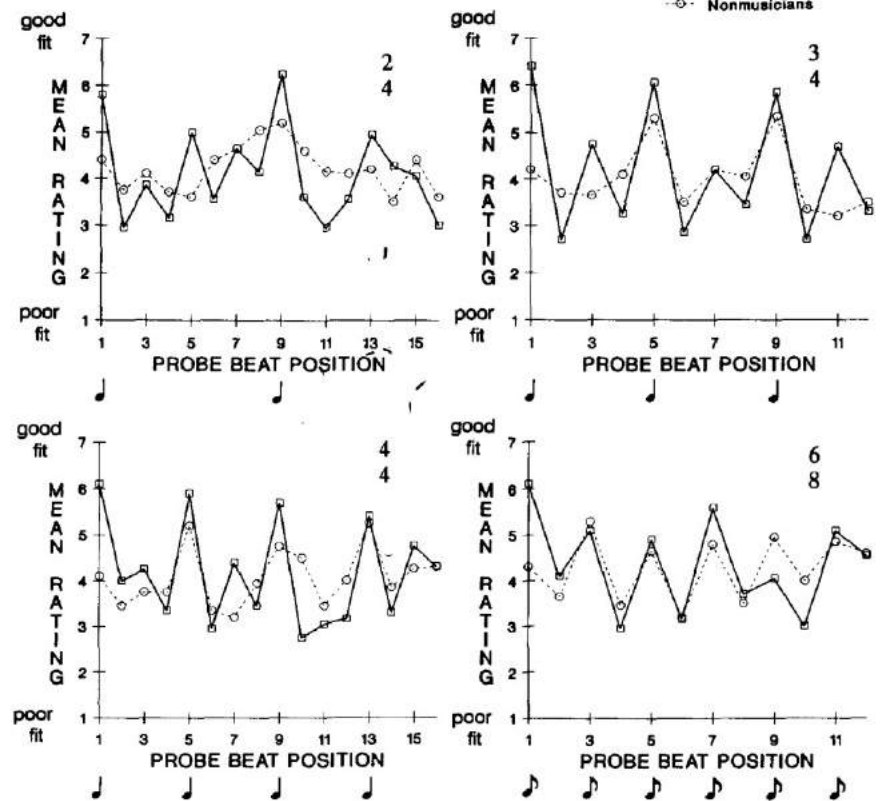 Nonmusicians
good
fit
7
6
5
4
3
2
1
MEAN RATING
poor
fit
2
4
1 3 5 7 9 11 13 15
PROBE BEAT POSITION
good
fit
7
6
5
4
3
2
1
MEAN RATING
poor
fit
3
4
1 3 5 7 9 11
PROBE BEAT POSITION
good
fit
7
6
5
4
3
2
1
MEAN RATING
poor
fit
4
4
1 3 5 7 9 11 13 15
PROBE BEAT POSITION
good
fit
7
6
5
4
3
2
1
MEAN RATING
poor
fit
6
8
1 3 5 7 9 11
PROBE BEAT POSITION